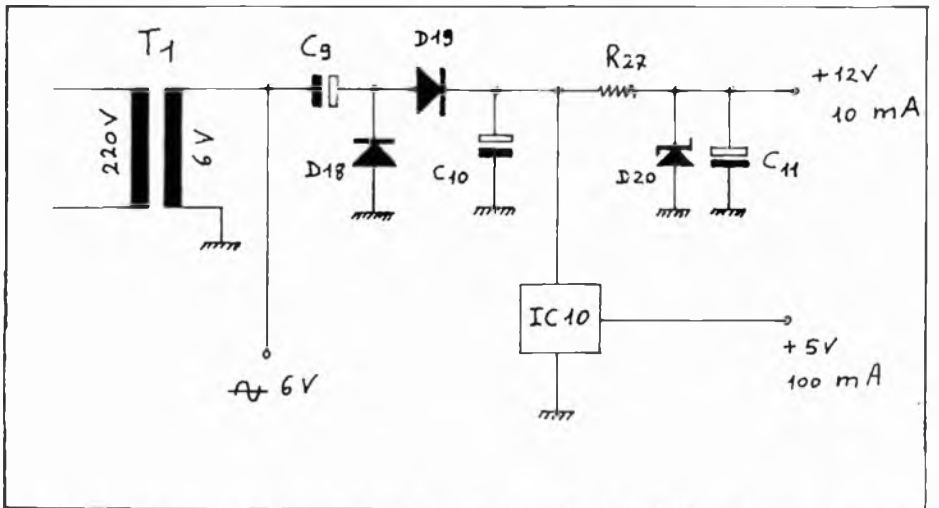 T1
220V
6V
C9
D19
D18
C10
R27
+12V
10 mA
D20
C11
IC10
+5V
100 mA
6V